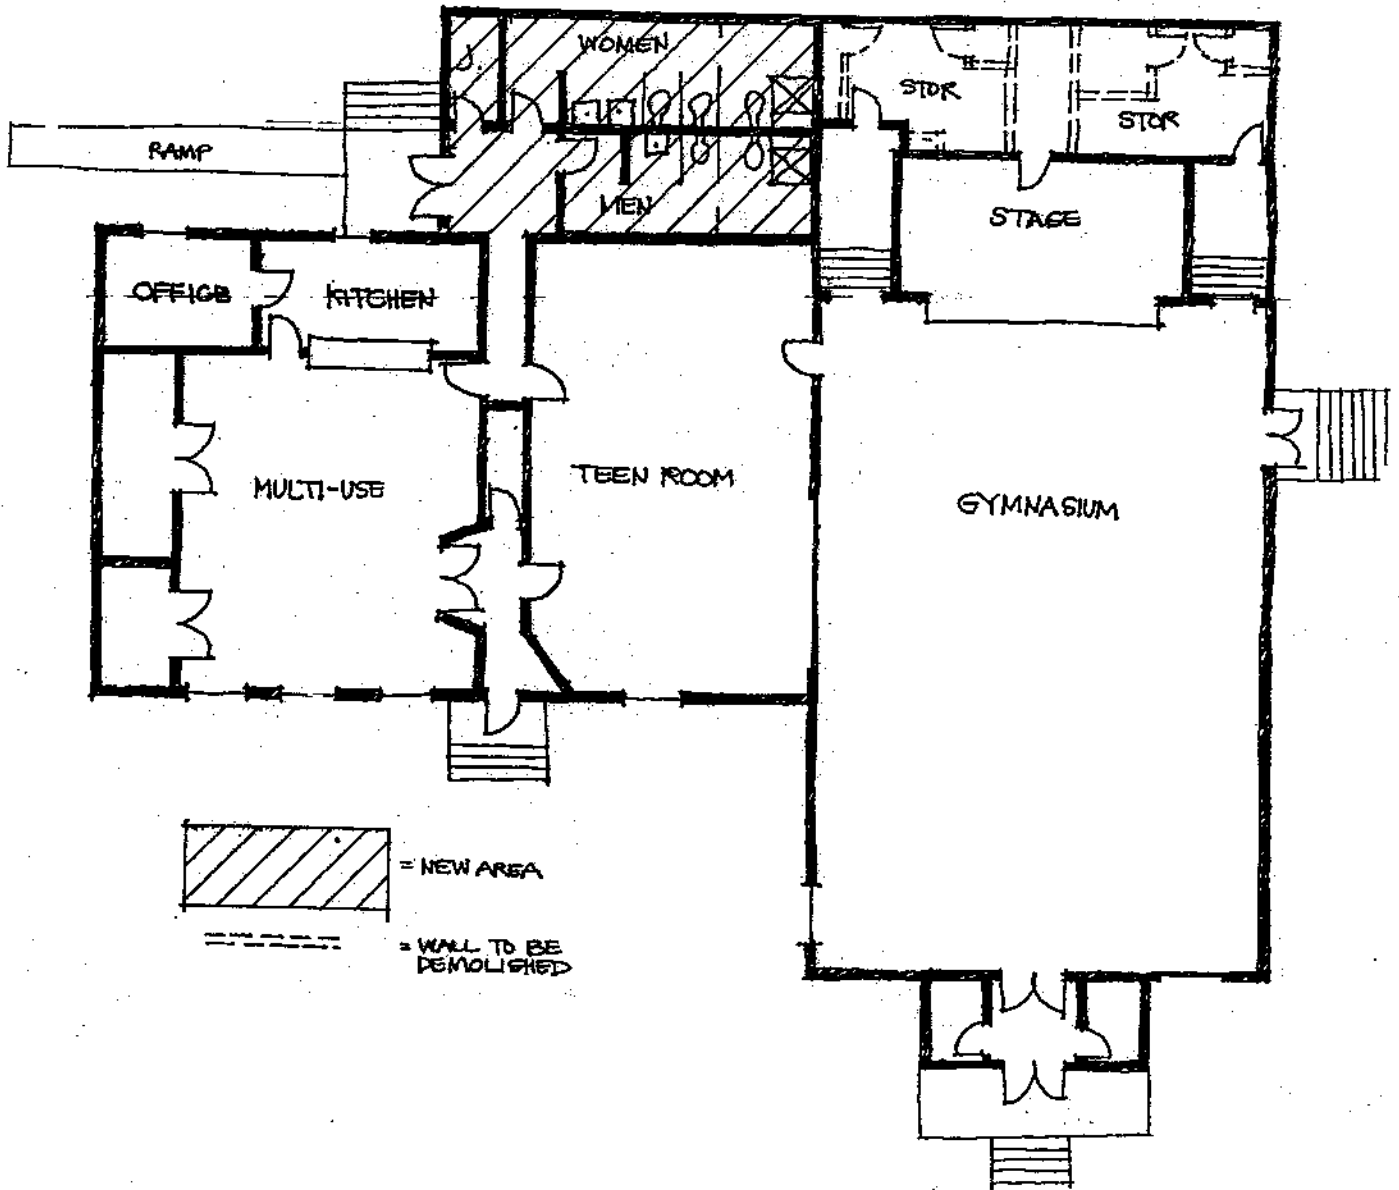 WOMEN
STOR
STOR
RAMP
MEN
STAGE
OFFICE
KITCHEN
MULTI-USE
TEEN ROOM
GYMNASIUM
= NEW AREA
= WALL TO BE
DEMOLISHED